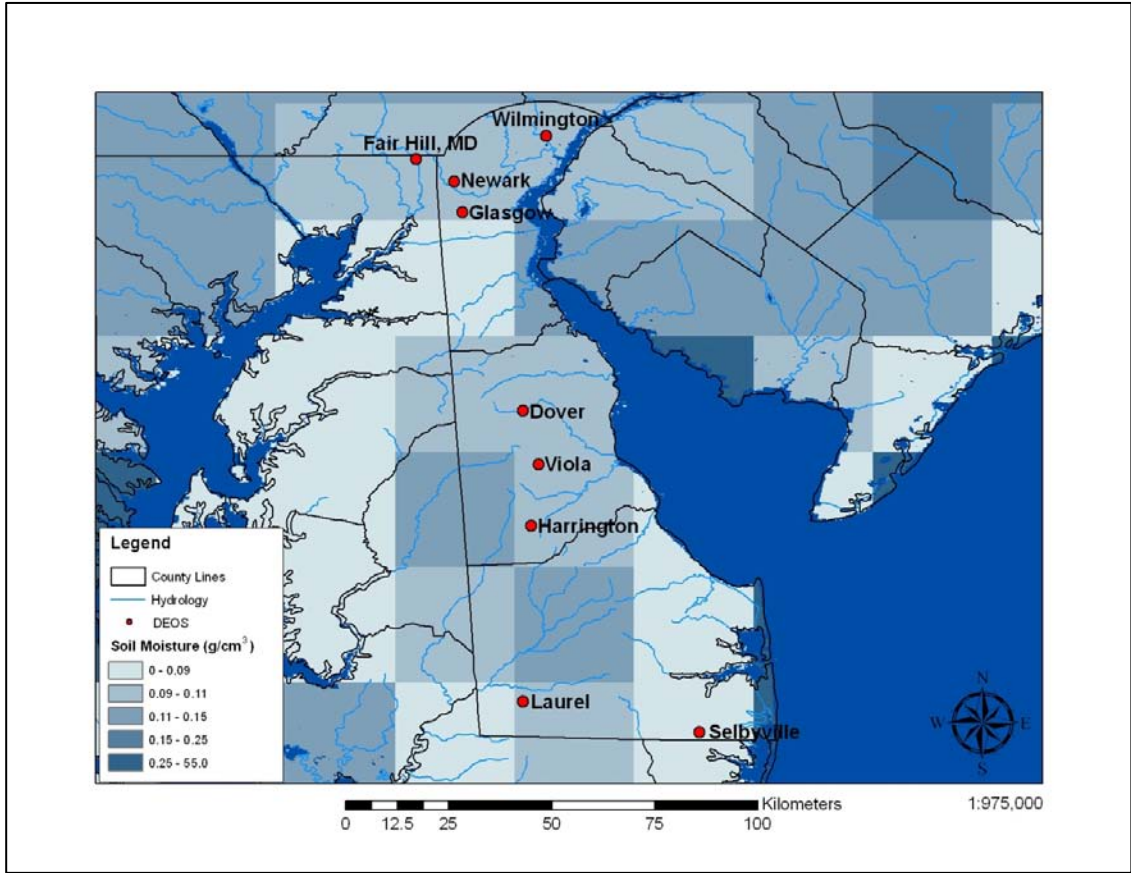 Wilmington
Fair Hill, MD
Newark
Glasgow
Dover
Viola
Harrington
Laurel
Selbyville
Legend
County Lines
Hydrology
DEOS
Soil Moisture (g/cm³)
0 - 0.09
0.09 - 0.11
0.11 - 0.15
0.15 - 0.25
0.25 - 55.0
N
W E
S
Kilometers
0 12.5 25 50 75 100
1:975,000